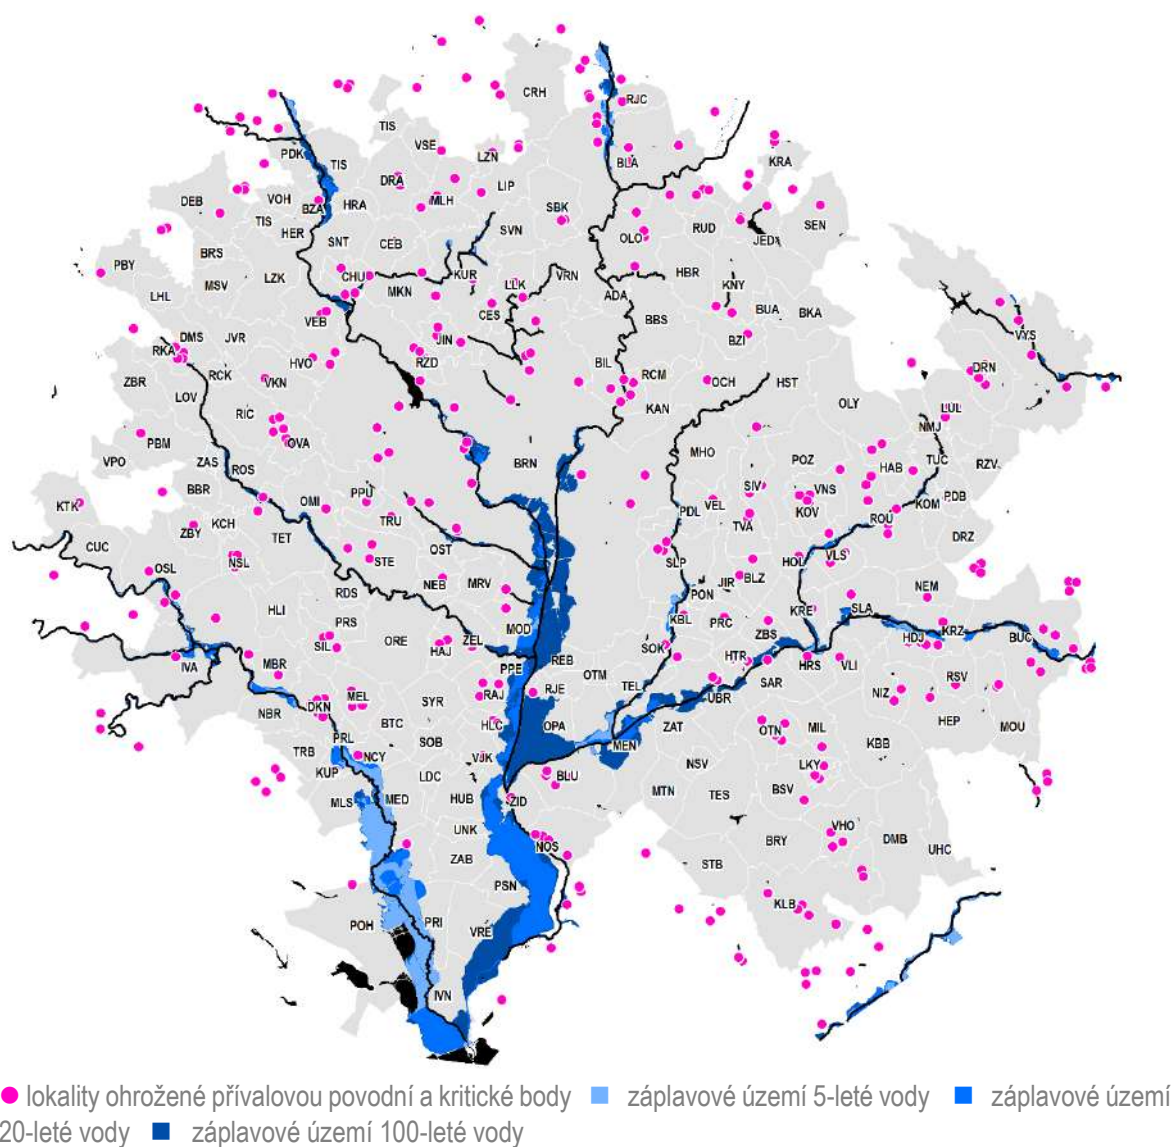 CRH
RJC
TIS
VSE
PDK
TIS
LZN
BLA
KRA
DRA
LIP
DEB
VOH
BZA
HRA
MLH
SBK
TIS
HER
SNT
CEB
SVN
OLO
RUD
JED
SEN
BRS
PBY
MSV
LZK
CHU
KUR
VRN
HBR
KNY
LHL
MKN
LLK
ADA
BUA
BKA
VEB
CES
BBS
DMS
JVR
JIN
BZI
VYS
RKA
HVO
RZD
BIL
RCM
DRN
ZBR
RCK
VKN
OCH
HST
LOV
KAN
OLY
LUL
RIC
NMJ
PBM
OVA
MHO
VPO
ZAS
ROS
BRN
POZ
HAB
TUC
RZV
BBR
PPU
SIV
VNS
KTK
OMI
PDL
VEL
KOV
KOM
PDB
KCH
TRU
TVA
ROU
ZBY
TET
DRZ
CUC
OST
HOL
VLS
OSL
NSL
STE
SLP
NEB
MRV
JIR
BLZ
RDS
PON
NEM
HLI
KRE
SLA
PRS
MOD
KBL
PRC
ORE
ZEL
ZBS
HDJ
KRZ
BUC
SIL
HAJ
SOK
IVA
MBR
PPE
REB
HTR
HRS
VLI
OTM
RSV
RAJ
RJE
TEL
SAR
NIZ
MEL
DKN
SYR
UBR
NBR
BTC
HLC
OPA
ZAT
OTN
MIL
HEP
MOU
PRL
SOB
MEN
KBB
TRB
NCY
VJK
NSV
LKY
KUP
LDC
BLU
BSV
MLS
MED
HUB
ZID
MTN
TES
UNK
VHO
NOS
BRY
DMB
UHC
ZAB
STB
PSN
KLB
POH
PRI
VRE
IVN
lokality ohrožené přívalovou povodní a kritické body záplavové území 5-leté vody záplavové území
20-leté vody záplavové území 100-leté vody